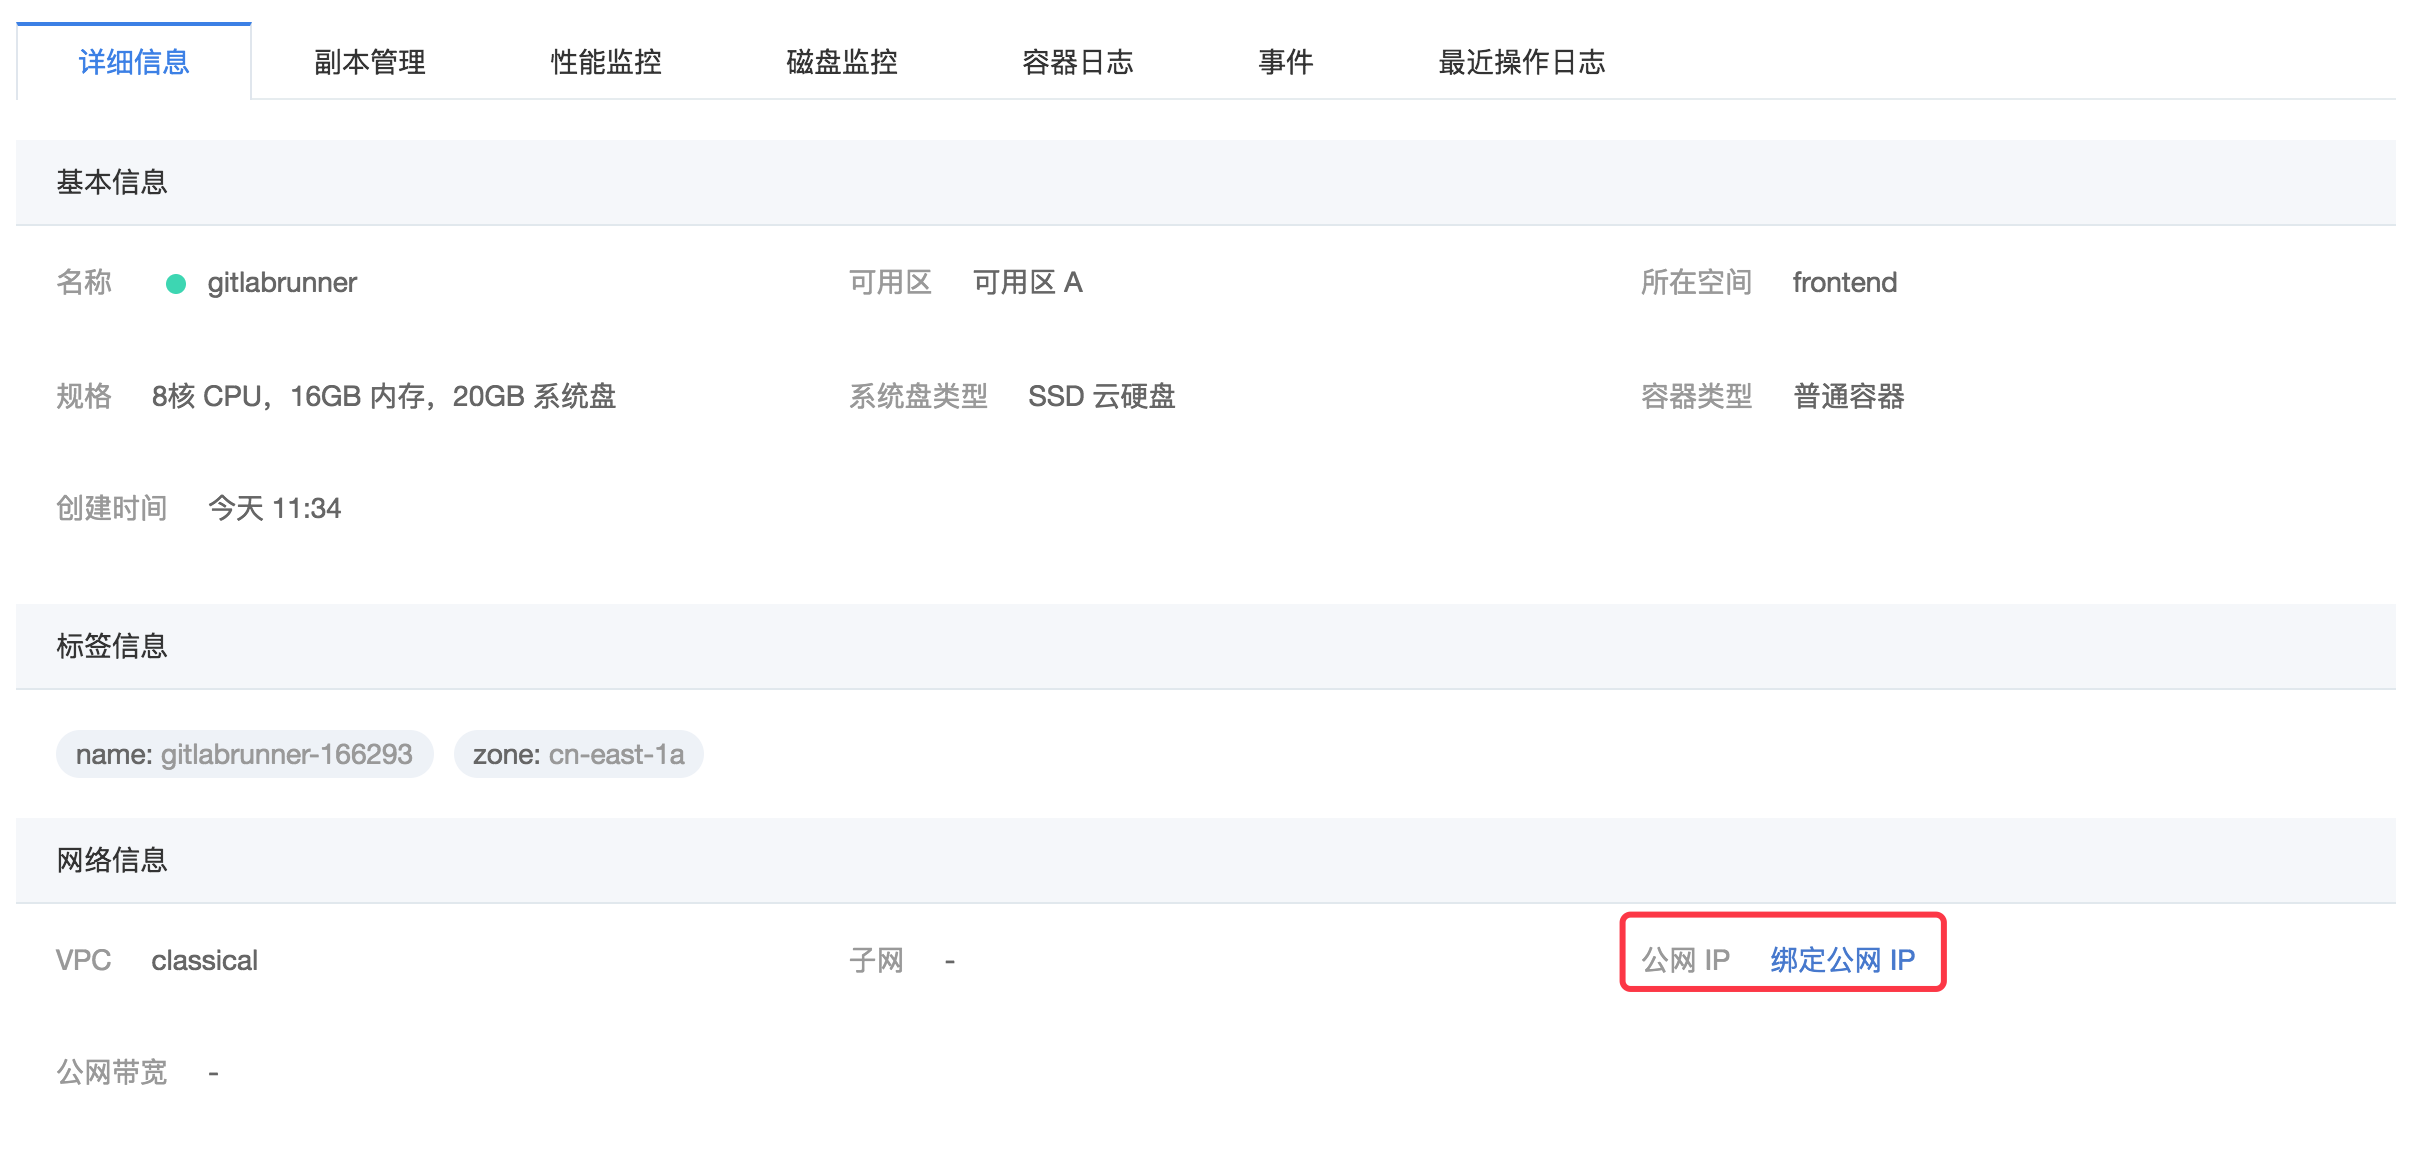 详细信息 副本管理 性能监控 磁盘监控 容器日志 事件 最近操作日志
基本信息
名称 gitlabrunner 可用区 可用区 A 所在空间 frontend
规格 8核 CPU，16GB 内存，20GB 系统盘 系统盘类型 SSD 云硬盘 容器类型 普通容器
创建时间 今天 11:34
标签信息
name: gitlabrunner-166293 zone: cn-east-1a
网络信息
VPC classical 子网 - 公网 IP 绑定公网 IP
公网带宽 -